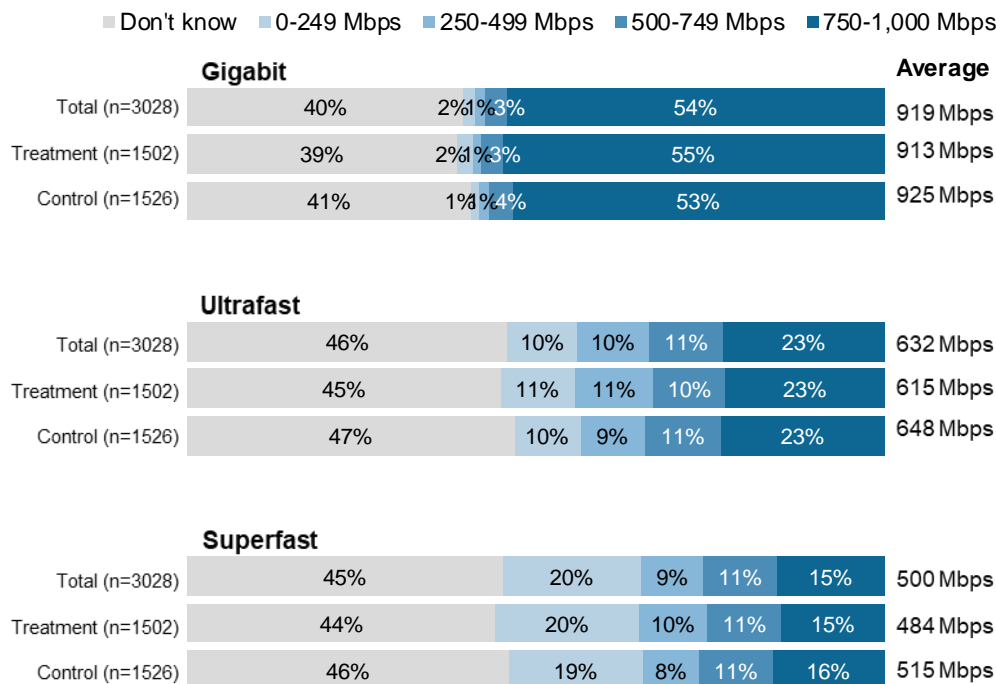 Don't know 0-249 Mbps 250-499 Mbps 500-749 Mbps 750-1,000 Mbps
Gigabit Average
Total (n=3028) 40% 2% 1% 3% 54% 919 Mbps
Treatment (n=1502) 39% 2% 1% 3% 55% 913 Mbps
Control (n=1526) 41% 1% 1% 4% 53% 925 Mbps
Ultrafast
Total (n=3028) 46% 10% 10% 11% 23% 632 Mbps
Treatment (n=1502) 45% 11% 11% 10% 23% 615 Mbps
Control (n=1526) 47% 10% 9% 11% 23% 648 Mbps
Superfast
Total (n=3028) 45% 20% 9% 11% 15% 500 Mbps
Treatment (n=1502) 44% 20% 10% 11% 15% 484 Mbps
Control (n=1526) 46% 19% 8% 11% 16% 515 Mbps